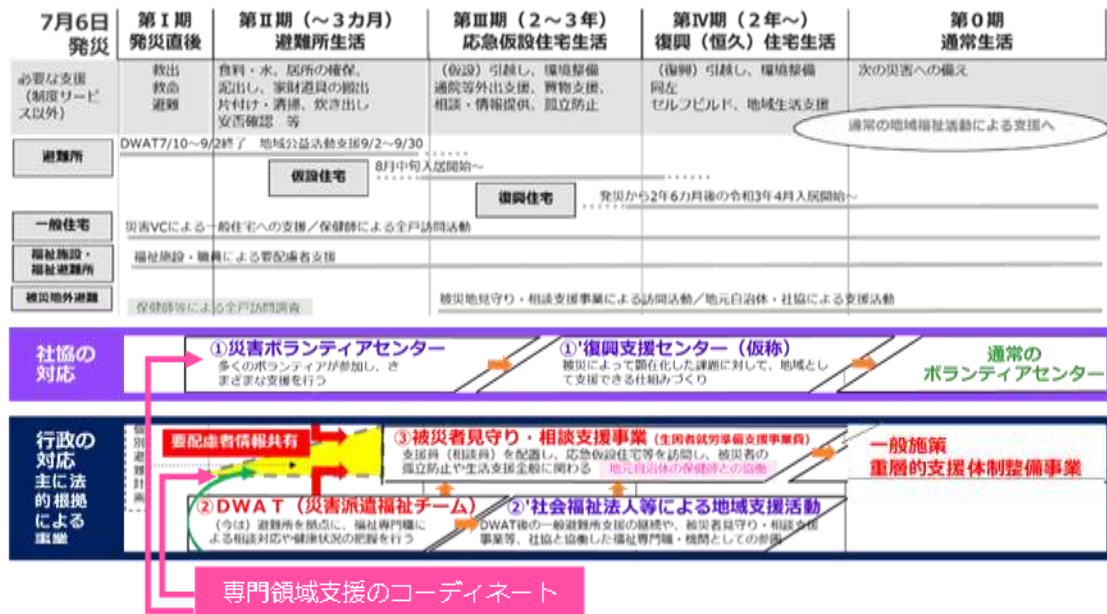 7月6日
発災
第Ⅰ期
発災直後
第Ⅱ期（～3カ月）
避難所生活
第Ⅲ期（2～3年）
応急仮設住宅生活
第Ⅳ期（2年～）
復興（恒久）住宅生活
第0期
通常生活
必要な支援
（制度サービ
ス以外）
救出
救命
避難
食料・水、居所の確保、
泥出し、家財道具の搬出
片付け・清掃、炊き出し
安否確認　等
（仮設）引越し、環境整備
通院等外出支援、買物支援、
相談・情報提供、孤立防止
（復興）引越し、環境整備
同左
セルフビルド、地域生活支援
次の災害への備え
通常の地域福祉活動による支援へ
避難所
DWAT7/10～9/2終了　地域公益活動支援9/2～9/30
仮設住宅
8月中旬入居開始～
復興住宅
発災から2年6カ月後の令和3年4月入居開始～
一般住宅
災害VCによる一般住宅への支援／保健師による全戸訪問活動
福祉施設・
福祉避難所
福祉施設・職員による要配慮者支援
被災地外避難
保健師等による全戸訪問調査
被災地見守り・相談支援事業による訪問活動／地元自治体・社協による支援活動
社協の
対応
①災害ボランティアセンター
多くのボランティアが参加し、さ
まざまな支援を行う
①'復興支援センター（仮称）
被災によって顕在化した課題に対して、地域とし
て支援できる仕組みづくり
通常の
ボランティアセンター
行政の
対応
主に法
的根拠
による
事業
個別避難計画
要配慮者情報共有
③被災者見守り・相談支援事業（生困者就労準備支援事業費）
支援員（相談員）を配置し、応急仮設住宅等を訪問し、被災者の
孤立防止や生活支援全般に関わる　地元自治体の保健師との協働
一般施策
重層的支援体制整備事業
②DWAT（災害派遣福祉チーム）
（今は）避難所を拠点に、福祉専門職に
よる相談対応や健康状況の把握を行う
②'社会福祉法人等による地域支援活動
DWAT後の一般避難所支援の継続や、被災者見守り・相談支援
事業等、社協と協働した福祉専門職・機関としての参画
専門領域支援のコーディネート